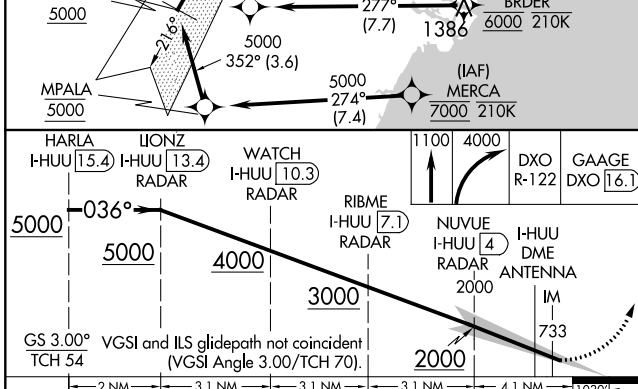 5000
216°
277°
(7.7)
BRDER
6000 210K
1386
5000
352° (3.6)
MPALA
5000
5000
274°
(7.4)
(IAF)
MERCA
7000 210K
HARLA
I-HUU 15.4
LIONZ
I-HUU 13.4
RADAR
WATCH
I-HUU 10.3
RADAR
RIBME
I-HUU 7.1
RADAR
NUVUE
I-HUU 4
RADAR
2000
I-HUU
DME
ANTENNA
IM
733
1100
4000
DXO
R-122
GAAGE
DXO 16.1
5000
036°
5000
4000
3000
2000
GS 3.00°
TCH 54
VGSI and ILS glidepath not coincident
(VGSI Angle 3.00/TCH 70).
2 NM
3.1 NM
3.1 NM
3.1 NM
4.1 NM